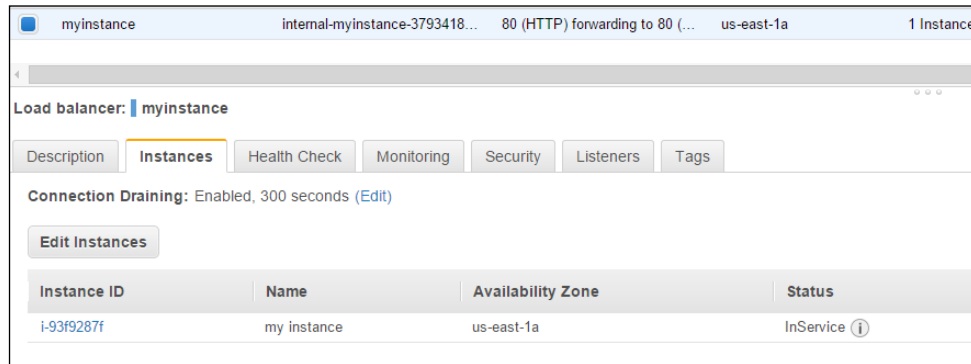 myinstance internal-myinstance-3793418... 80 (HTTP) forwarding to 80 (... us-east-1a 1 Instance
Load balancer: myinstance
Description Instances Health Check Monitoring Security Listeners Tags
Connection Draining: Enabled, 300 seconds (Edit)
Edit Instances
Instance ID Name Availability Zone Status
i-93f9287f my instance us-east-1a InService